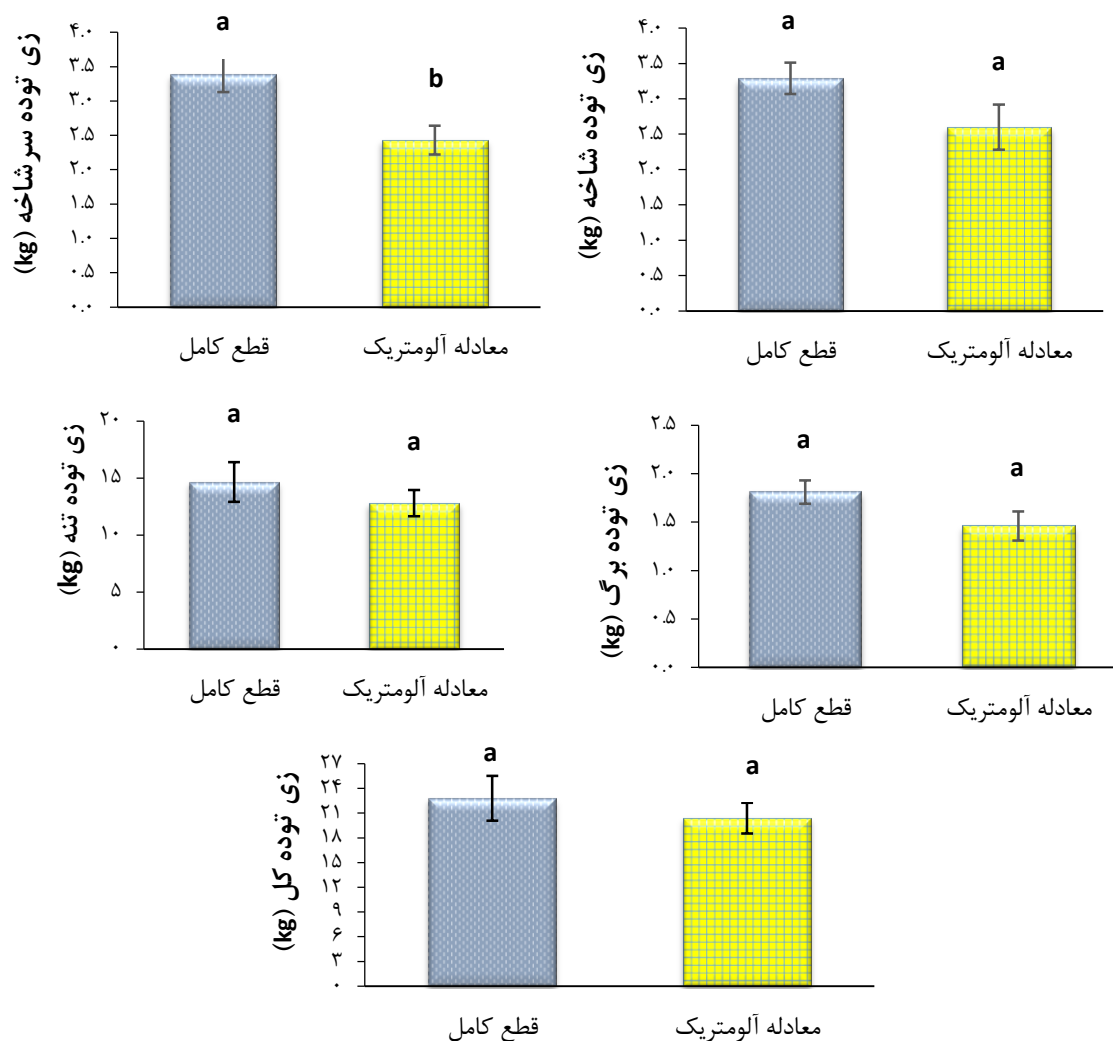 زی توده سرشاخه (kg)
۴.۰
۳.۵
۳.۰
۲.۵
۲.۰
۱.۵
۱.۰
۰.۵
۰.۰
a
b
قطع کامل
معادله آلومتریک
زی توده شاخه (kg)
۴.۰
۳.۵
۳.۰
۲.۵
۲.۰
۱.۵
۱.۰
۰.۵
۰.۰
a
a
قطع کامل
معادله آلومتریک
زی توده تنه (kg)
۲۰
۱۵
۱۰
۵
۰
a
a
قطع کامل
معادله آلومتریک
زی توده برگ (kg)
۲.۵
۲.۰
۱.۵
۱.۰
۰.۵
۰.۰
a
a
قطع کامل
معادله آلومتریک
زی توده کل (kg)
۲۷
۲۴
۲۱
۱۸
۱۵
۱۲
۹
۶
۳
۰
a
a
قطع کامل
معادله آلومتریک